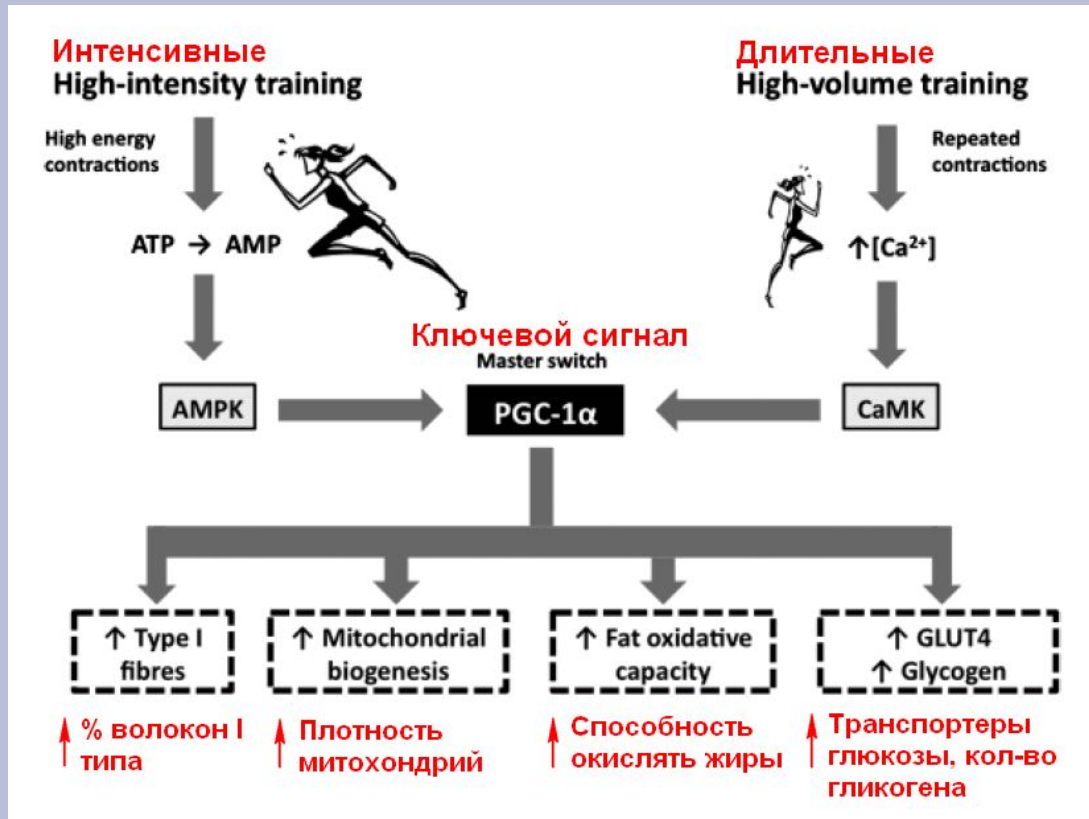 Интенсивные
High-intensity training
High energy
contractions
ATP → AMP
AMPK
Длительные
High-volume training
Repeated
contractions
↑[Ca²⁺]
CaMK
Ключевой сигнал
Master switch
PGC-1α
↑ Type I
fibres
↑ Mitochondrial
biogenesis
↑ Fat oxidative
capacity
↑ GLUT4
↑ Glycogen
↑ % волокон I
типа
↑ Плотность
митохондрий
↑ Способность
окислять жиры
↑ Транспортеры
глюкозы, кол-во
гликогена